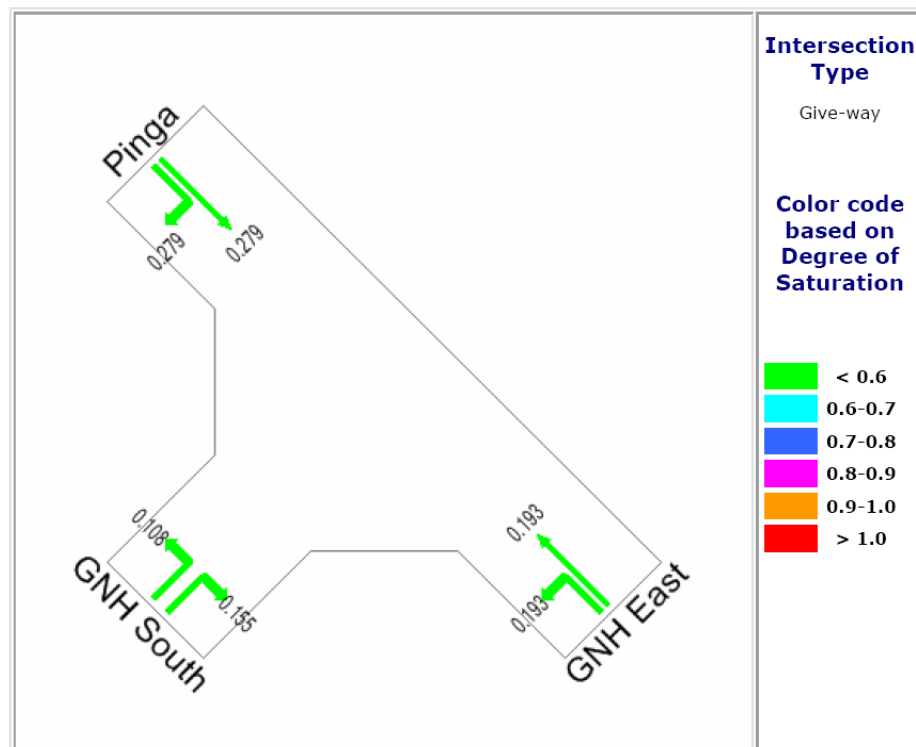 Pinga
0.279
0.279
0.108
0.155
GNH South
0.193
0.193
GNH East
Intersection
Type
Give-way
Color code
based on
Degree of
Saturation
< 0.6
0.6-0.7
0.7-0.8
0.8-0.9
0.9-1.0
> 1.0